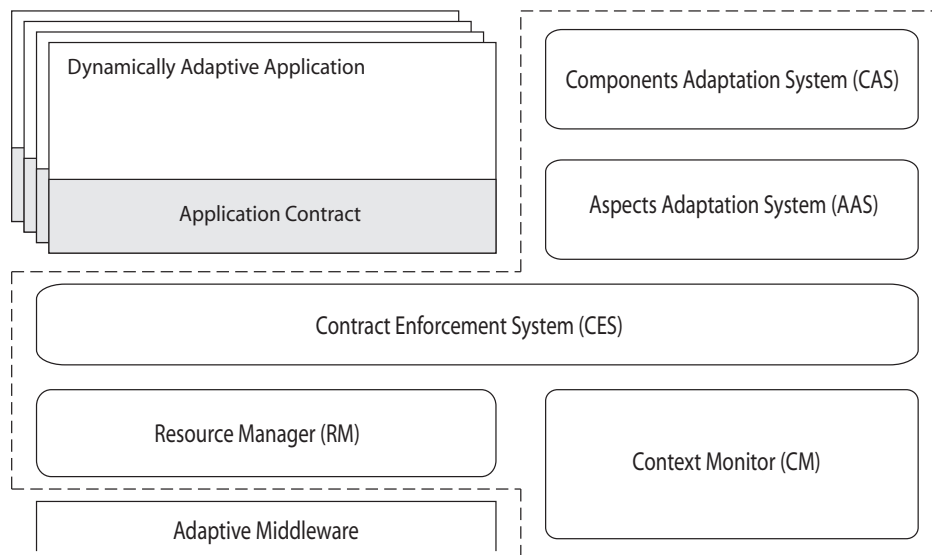 Dynamically Adaptive Application
Application Contract
Components Adaptation System (CAS)
Aspects Adaptation System (AAS)
Contract Enforcement System (CES)
Resource Manager (RM)
Context Monitor (CM)
Adaptive Middleware